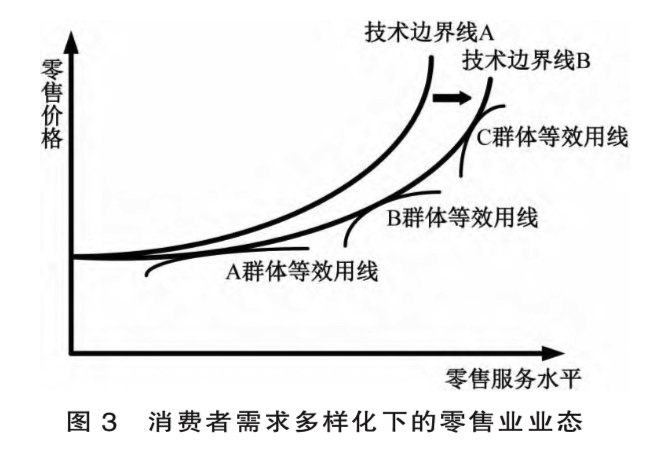 技术边界线A
技术边界线B
零售价格
C群体等效用线
B群体等效用线
A群体等效用线
零售服务水平
图 3 消费者需求多样化下的零售业业态